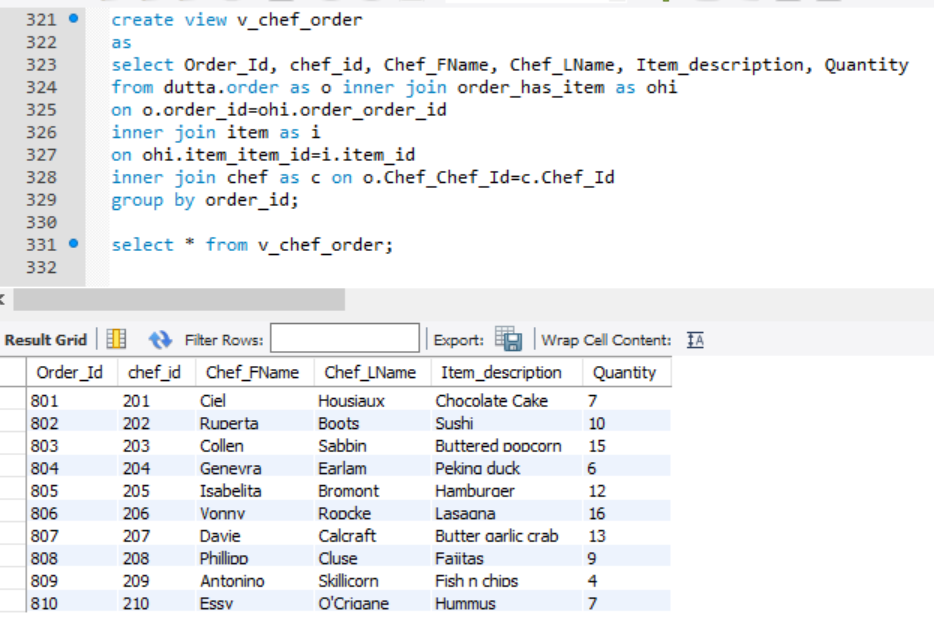 321 create view v_chef_order
322 as
323 select Order_Id, chef_id, Chef_FName, Chef_LName, Item_description, Quantity
324 from dutta.order as o inner join order_has_item as ohi
325 on o.order_id=ohi.order_order_id
326 inner join item as i
327 on ohi.item_item_id=i.item_id
328 inner join chef as c on o.Chef_Chef_Id=c.Chef_Id
329 group by order_id;
330
331 select * from v_chef_order;
332
Result Grid Filter Rows: Export: Wrap Cell Content: IA
Order_Id chef_id Chef_FName Chef_LName Item_description Quantity
801 201 Ciel Housiaux Chocolate Cake 7
802 202 Ruperta Boots Sushi 10
803 203 Collen Sabbin Buttered popcorn 15
804 204 Genevra Earlam Peking duck 6
805 205 Isabelita Bromont Hamburger 12
806 206 Vonny Ropcke Lasagna 16
807 207 Davie Calcraft Butter garlic crab 13
808 208 Phillipp Cluse Fajitas 9
809 209 Antonino Skillicorn Fish n chips 4
810 210 Essy O'Crigane Hummus 7